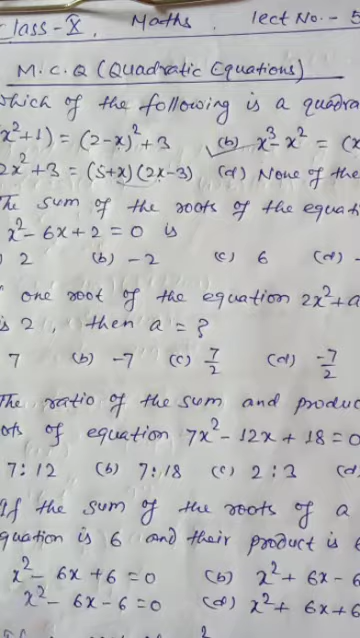 Class-X, Maths. lect No. - 5
M.C.Q (Quadratic Equations)
Which of the following is a
x²+1) = (2-x)²+3 (b) x³-x² = (x
2x²+3 = (5+x)(2x-3) (d) None of the
The sum of the roots of the
x²-6x+2=0 is
2 (b) -2 (c) 6 (d) -
one root of the equation 2x²+a
is 2, then a = ?
7 (b) -7 (c) 7/2 (d) -7/2
The ratio of the sum and
of equation 7x²-12x+18=0
7:12 (b) 7:18 (c) 2:3 (d
If the sum of the roots of a
is 6 and their product is 6
x²-6x+6=0 (b) x²+6x-6
x²-6x-6=0 (d) x²+6x+6